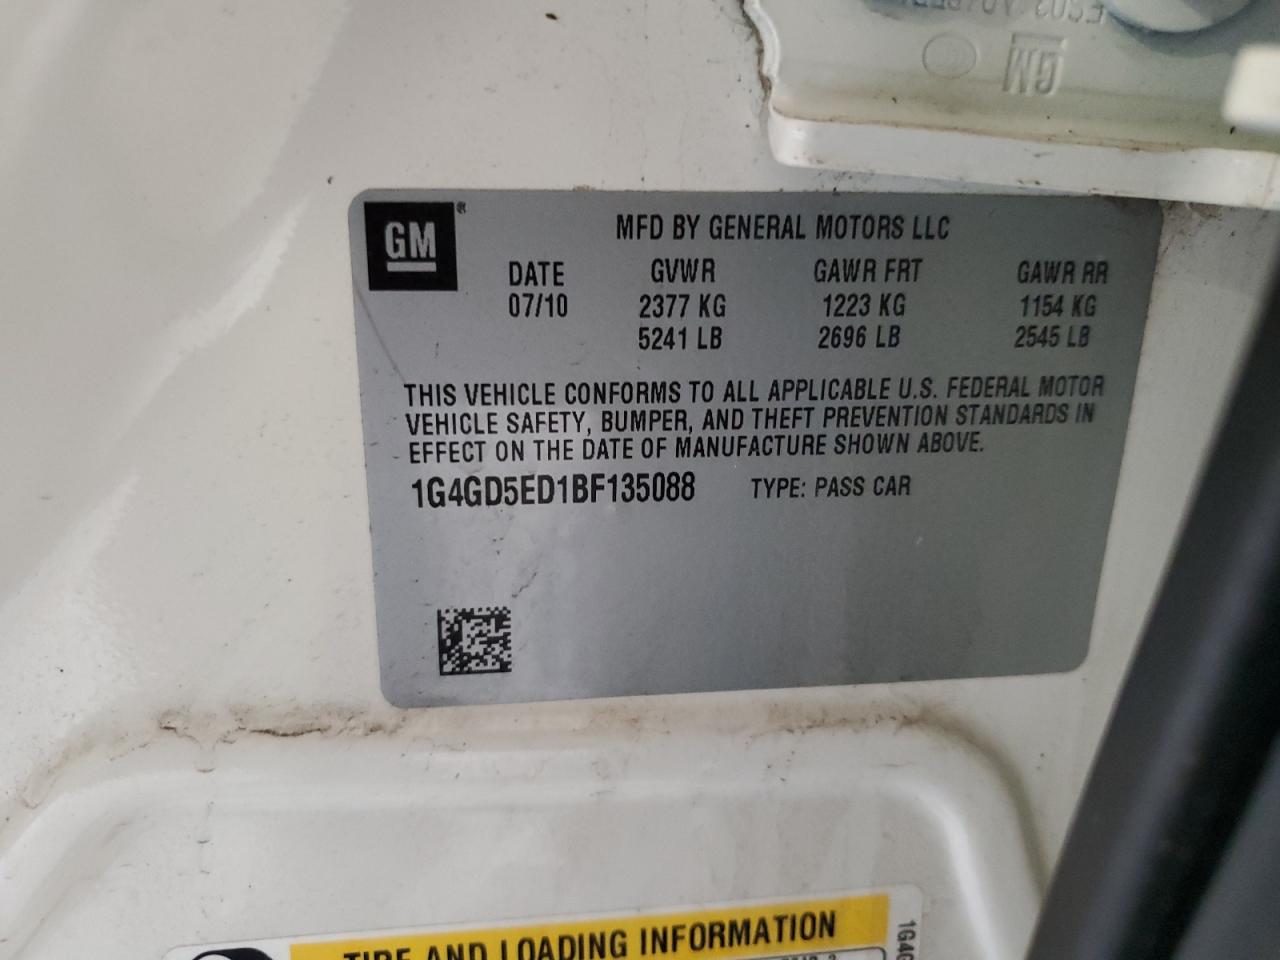 GM
GM®
MFD BY GENERAL MOTORS LLC
DATE GVWR GAWR FRT GAWR RR
07/10 2377 KG 1223 KG 1154 KG
5241 LB 2696 LB 2545 LB
THIS VEHICLE CONFORMS TO ALL APPLICABLE U.S. FEDERAL MOTOR
VEHICLE SAFETY, BUMPER, AND THEFT PREVENTION STANDARDS IN
EFFECT ON THE DATE OF MANUFACTURE SHOWN ABOVE.
1G4GD5ED1BF135088 TYPE: PASS CAR
TIRE AND LOADING INFORMATION
1G4G